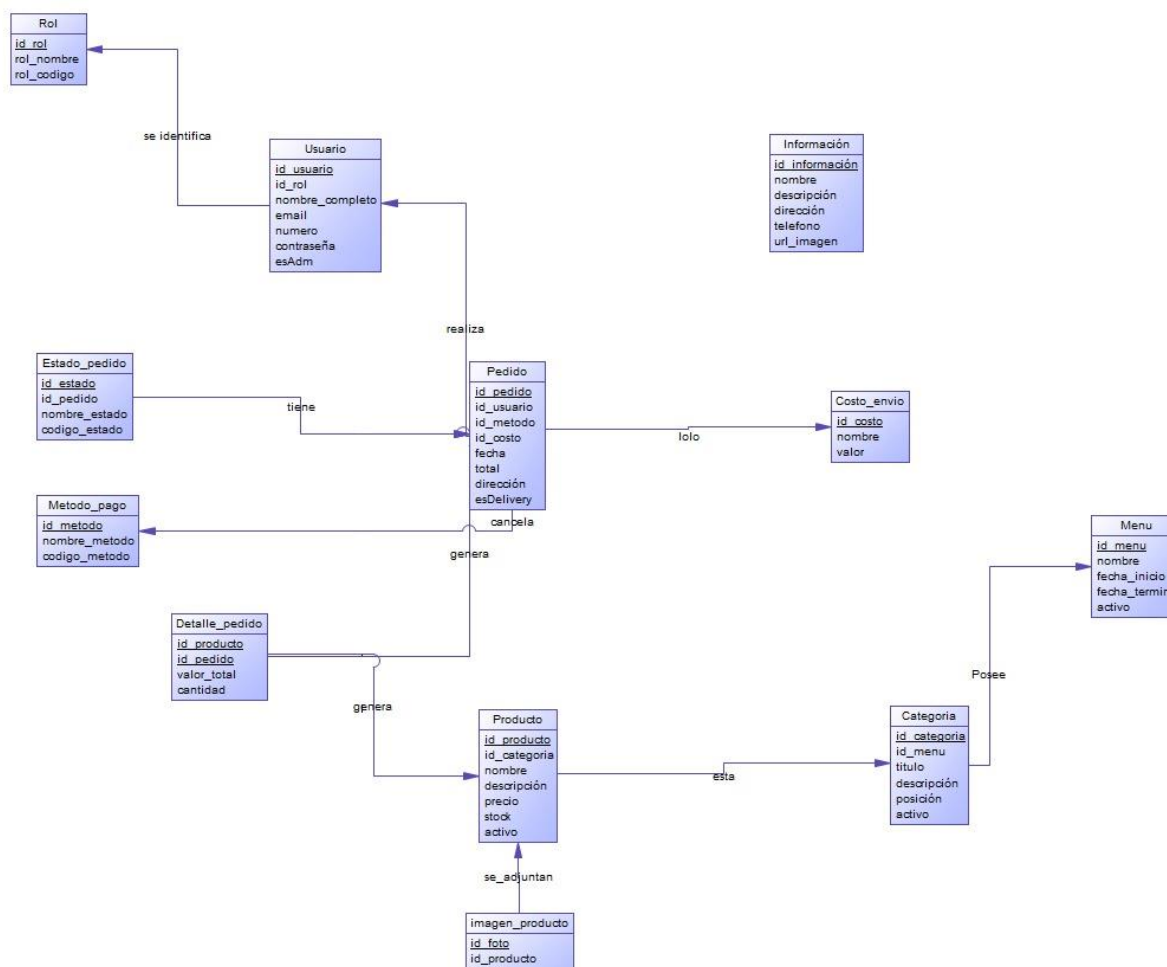 Rol
id_rol
rol_nombre
rol_codigo
se identifica
Usuario
id_usuario
id_rol
nombre_completo
email
numero
contraseña
esAdm
Información
id_información
nombre
descripción
dirección
telefono
url_imagen
realiza
Estado_pedido
id_estado
id_pedido
nombre_estado
codigo_estado
tiene
Pedido
id_pedido
id_usuario
id_metodo
id_costo
fecha
total
dirección
esDelivery
lolo
Costo_envio
id_costo
nombre
valor
Metodo_pago
id_metodo
nombre_metodo
codigo_metodo
cancela
genera
Menu
id_menu
nombre
fecha_inicio
fecha_termin
activo
Detalle_pedido
id_producto
id_pedido
valor_total
cantidad
genera
Posee
Producto
id_producto
id_categoria
nombre
descripción
precio
stock
activo
esta
Categoria
id_categoria
id_menu
titulo
descripción
posición
activo
se_adjuntan
imagen_producto
id_foto
id_producto